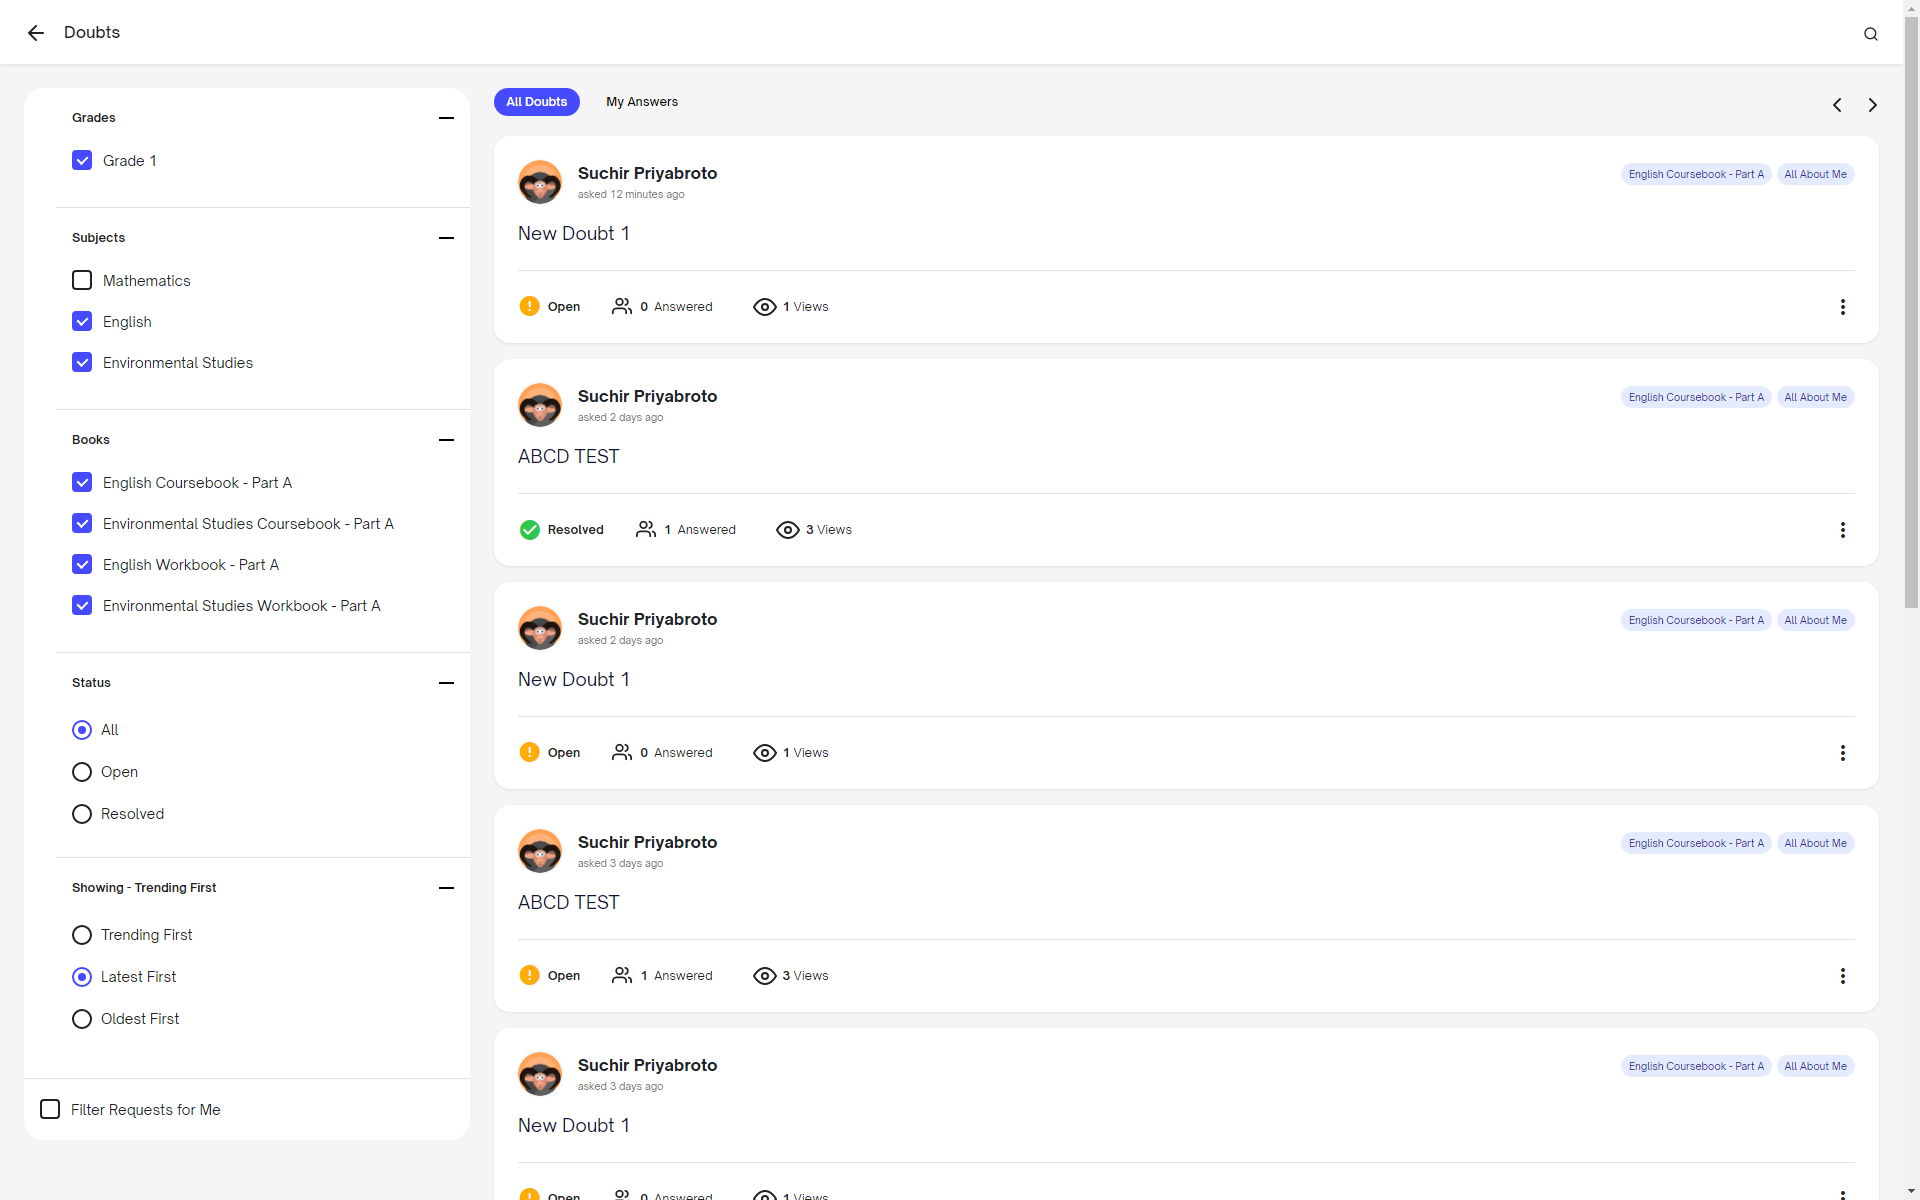 Doubts
Grades
Grade 1
Subjects
Mathematics
English
Environmental Studies
Books
English Coursebook - Part A
Environmental Studies Coursebook - Part A
English Workbook - Part A
Environmental Studies Workbook - Part A
Status
All
Open
Resolved
Showing - Trending First
Trending First
Latest First
Oldest First
Filter Requests for Me
All Doubts My Answers
Suchir Priyabroto English Coursebook - Part A All About Me
asked 12 minutes ago
New Doubt 1
Open 0 Answered 1 Views
Suchir Priyabroto English Coursebook - Part A All About Me
asked 2 days ago
ABCD TEST
Resolved 1 Answered 3 Views
Suchir Priyabroto English Coursebook - Part A All About Me
asked 2 days ago
New Doubt 1
Open 0 Answered 1 Views
Suchir Priyabroto English Coursebook - Part A All About Me
asked 3 days ago
ABCD TEST
Open 1 Answered 3 Views
Suchir Priyabroto English Coursebook - Part A All About Me
asked 3 days ago
New Doubt 1
Open 0 Answered 1 Views